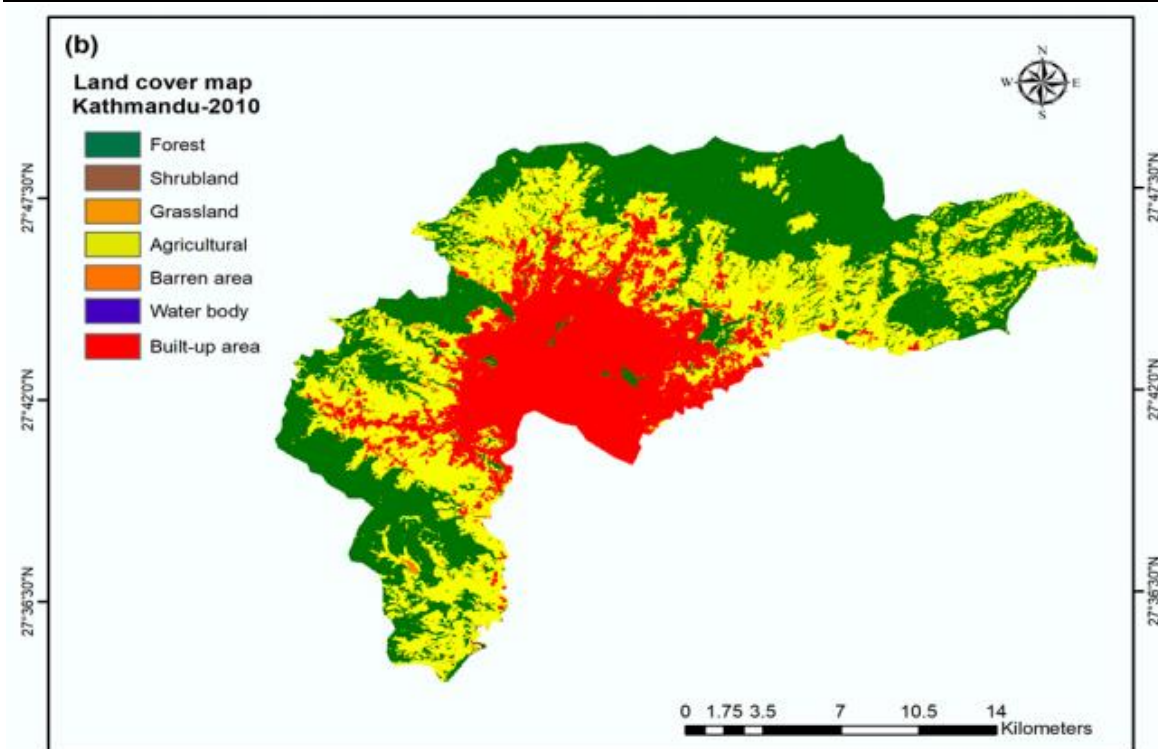 (b)
Land cover map
Kathmandu-2010
Forest
Shrubland
Grassland
Agricultural
Barren area
Water body
Built-up area
N
W E
S
27°47'30"N
27°42'0"N
27°36'30"N
27°47'30"N
27°42'0"N
27°36'30"N
0 1.75 3.5 7 10.5 14
Kilometers